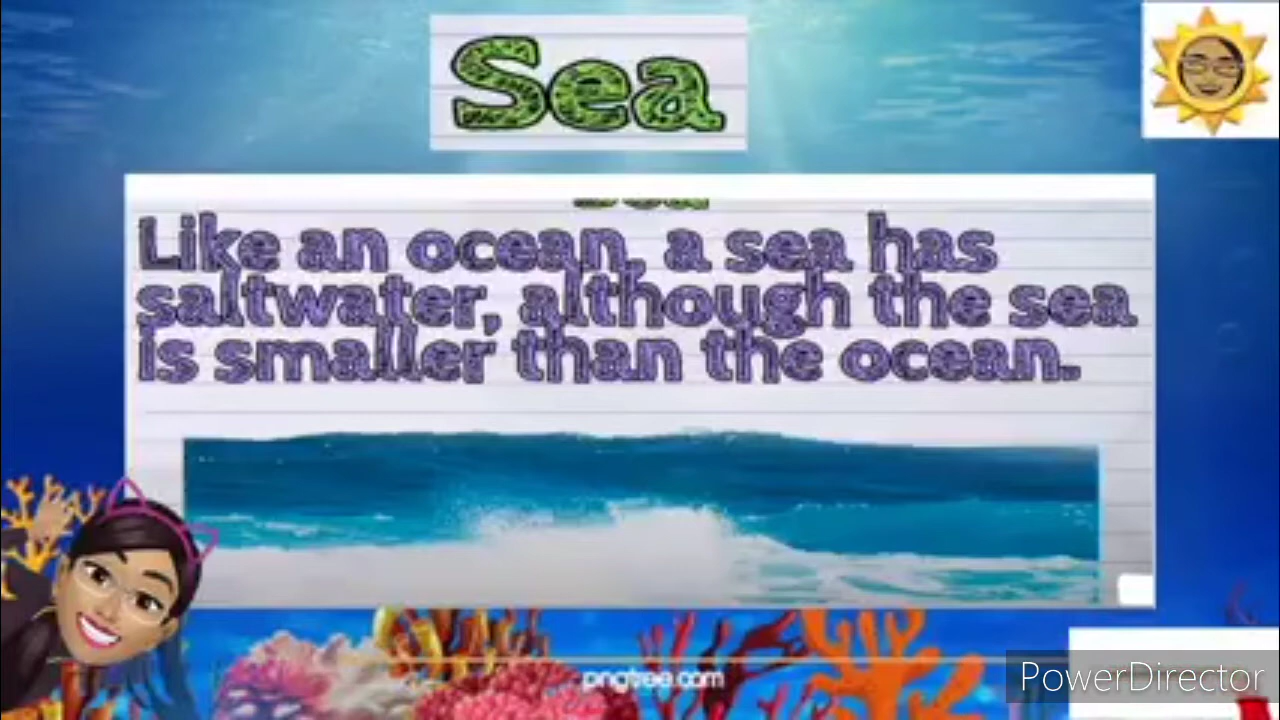 Sea
Like an ocean, a sea has
saltwater, although the sea
is smaller than the ocean.
pngtree.com
PowerDirector